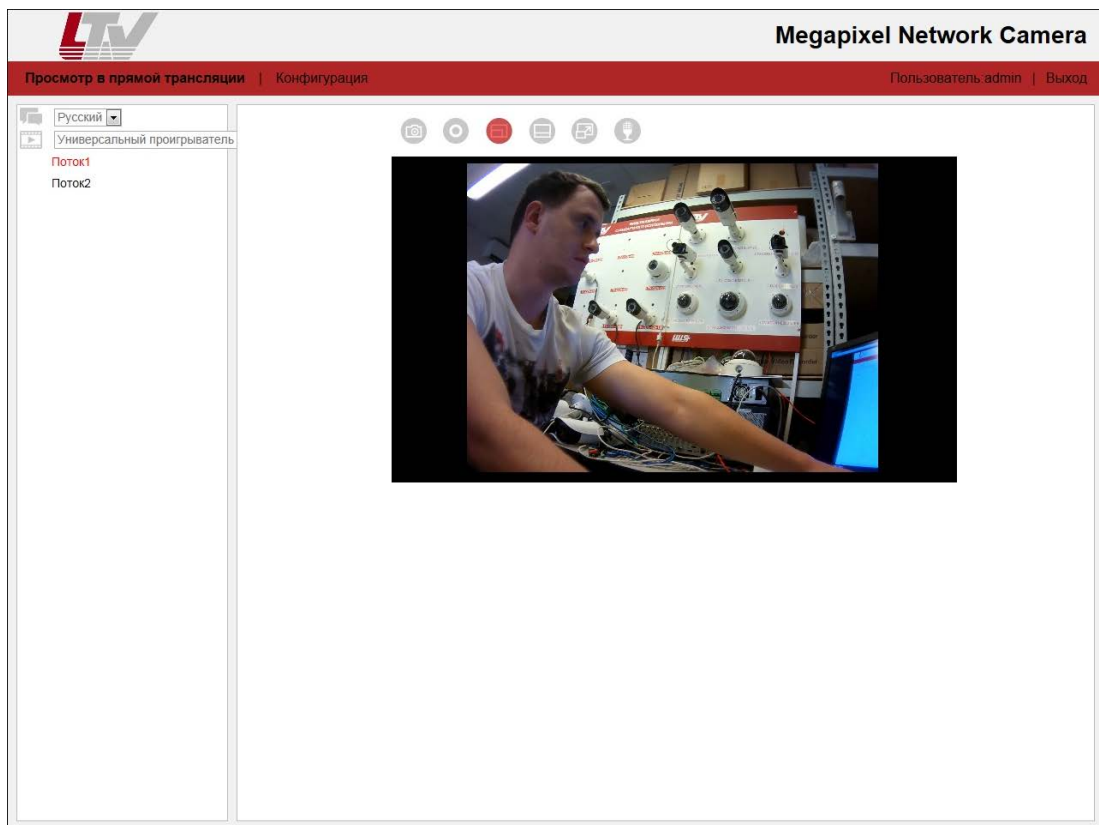 LTV
Megapixel Network Camera
Просмотр в прямой трансляции | Конфигурация
Пользователь:admin | Выход
Русский
Универсальный проигрыватель
Поток1
Поток2